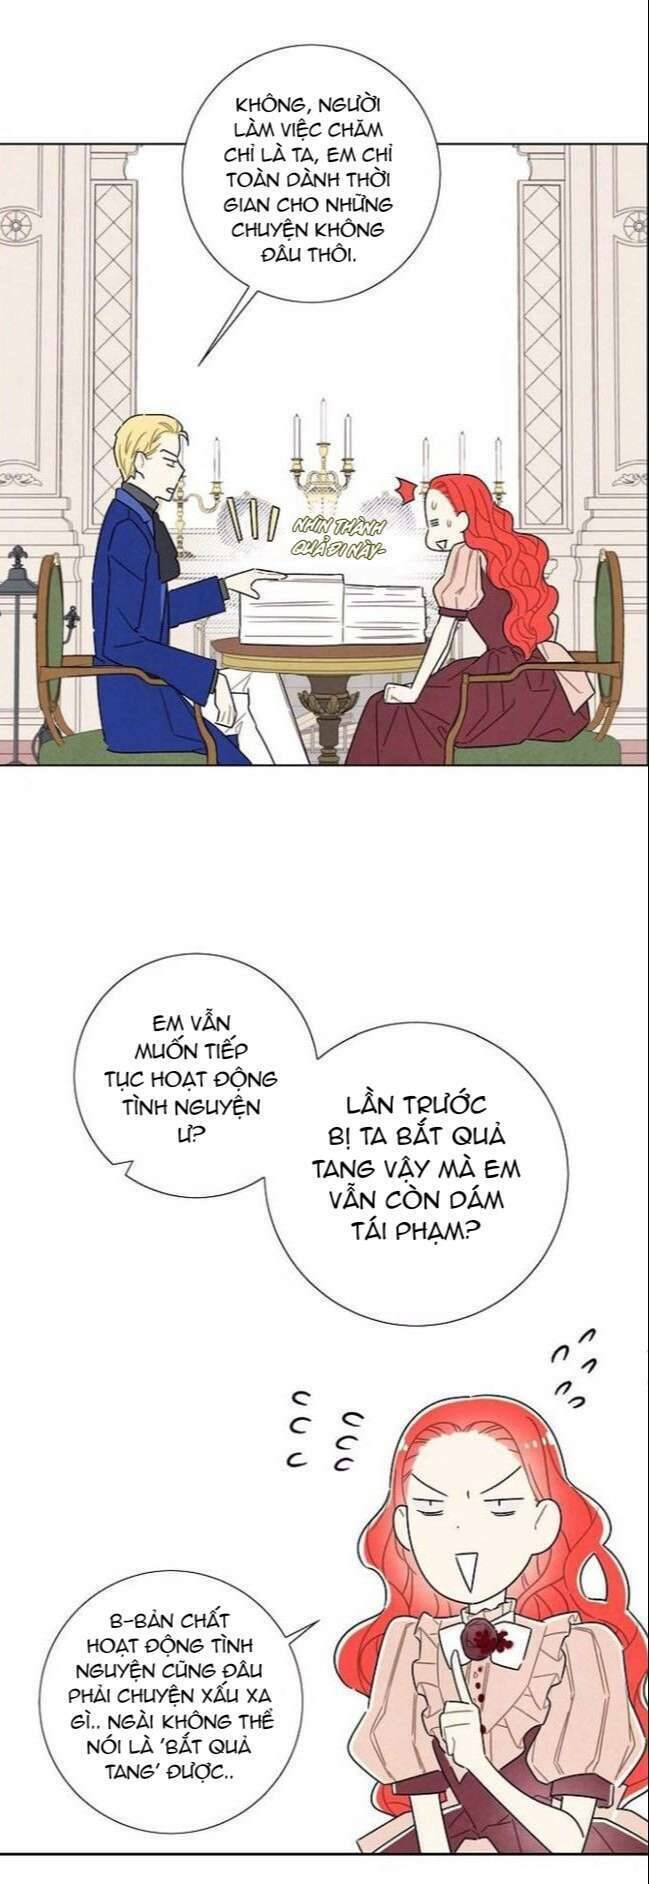 KHÔNG, NGƯỜI
LÀM VIỆC CHĂM
CHỈ LÀ TA, EM CHỈ
TOÀN DÀNH THỜI
GIAN CHO NHỮNG
CHUYỆN KHÔNG
ĐÂU THÔI.
NHÌN THÀNH
QUẢ ĐI NÀY~
EM VẪN
MUỐN TIẾP
TỤC HOẠT ĐỘNG
TÌNH NGUYỆN
Ư?
LẦN TRƯỚC
BỊ TA BẮT QUẢ
TANG VẬY MÀ EM
VẪN CÒN DÁM
TÁI PHẠM?
B-BẢN CHẤT
HOẠT ĐỘNG TÌNH
NGUYỆN CŨNG ĐÂU
PHẢI CHUYỆN XẤU XA
GÌ.. NGÀI KHÔNG THỂ
NÓI LÀ 'BẮT QUẢ
TANG' ĐƯỢC..